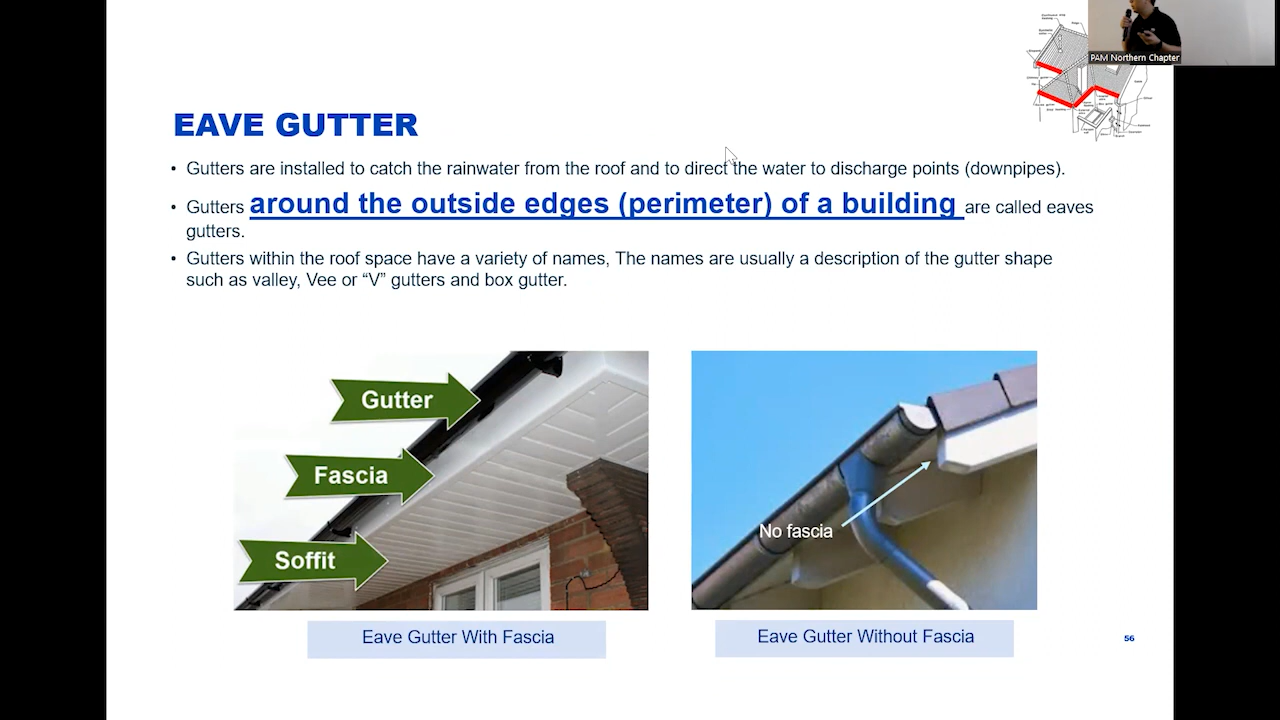 PAM Northern Chapter
EAVE GUTTER
• Gutters are installed to catch the rainwater from the roof and to direct the water to discharge points (downpipes).
• Gutters around the outside edges (perimeter) of a building are called eaves
gutters.
• Gutters within the roof space have a variety of names, The names are usually a description of the gutter shape
such as valley, Vee or “V” gutters and box gutter.
Gutter
Fascia
Soffit
No fascia
Eave Gutter With Fascia
Eave Gutter Without Fascia
56